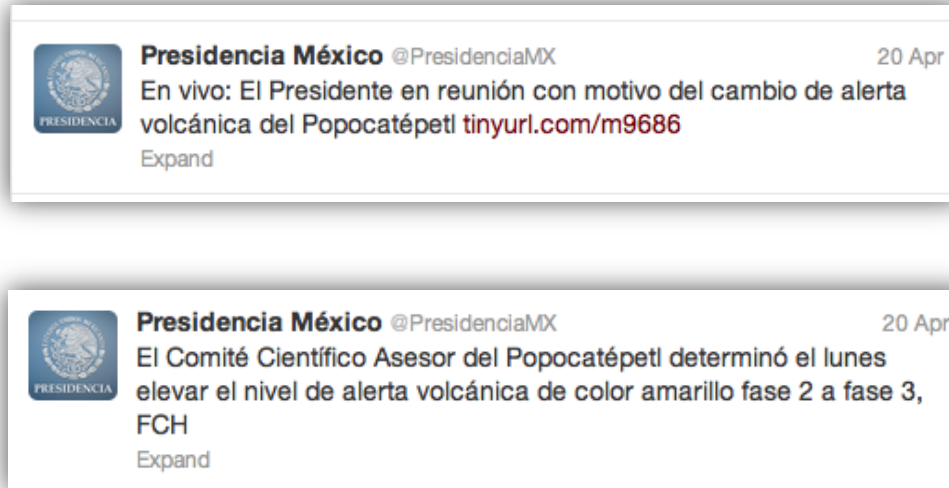 Presidencia México @PresidenciaMX 20 Apr
En vivo: El Presidente en reunión con motivo del cambio de alerta
volcánica del Popocatépetl tinyurl.com/m9686
PRESIDENCIA
Expand
Presidencia México @PresidenciaMX 20 Apr
El Comité Científico Asesor del Popocatépetl determinó el lunes
elevar el nivel de alerta volcánica de color amarillo fase 2 a fase 3,
PRESIDENCIA
FCH
Expand